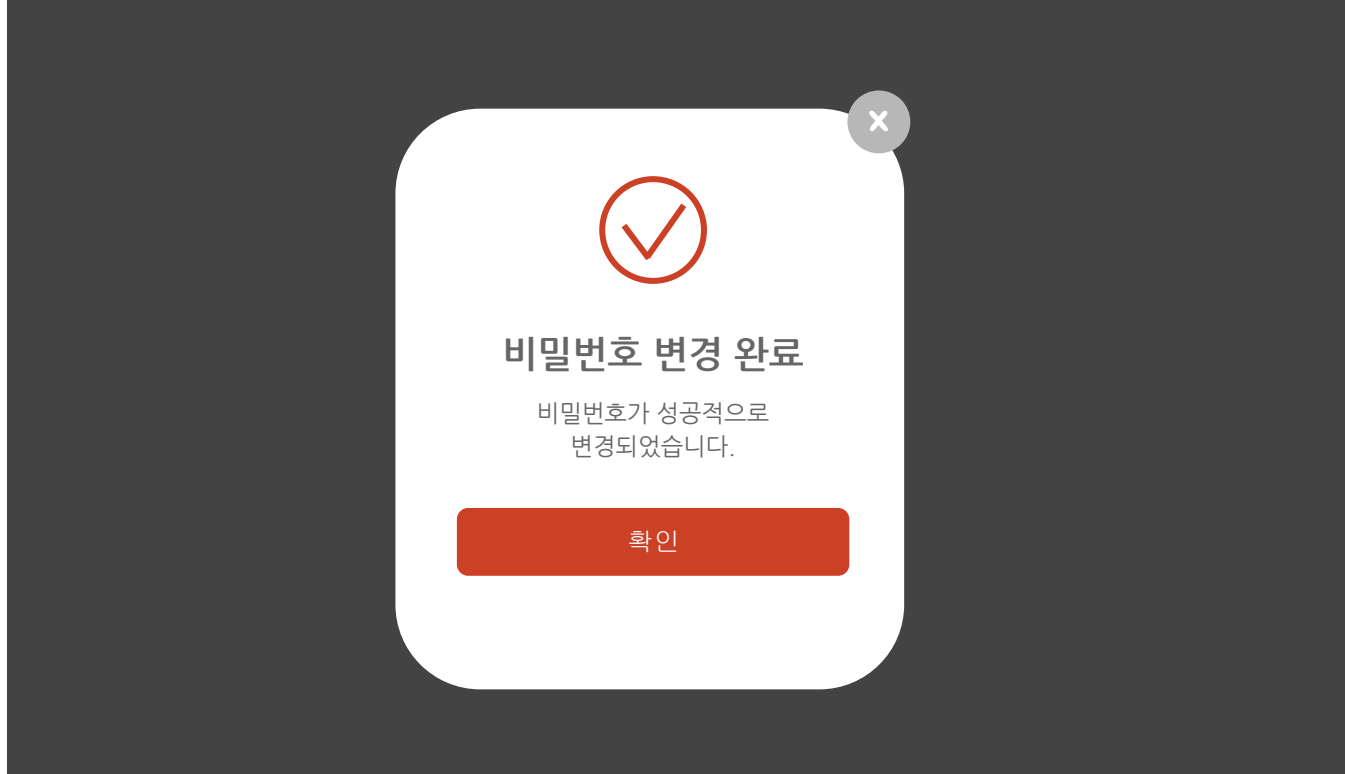 x
비밀번호 변경 완료
비밀번호가 성공적으로
변경되었습니다.
확인